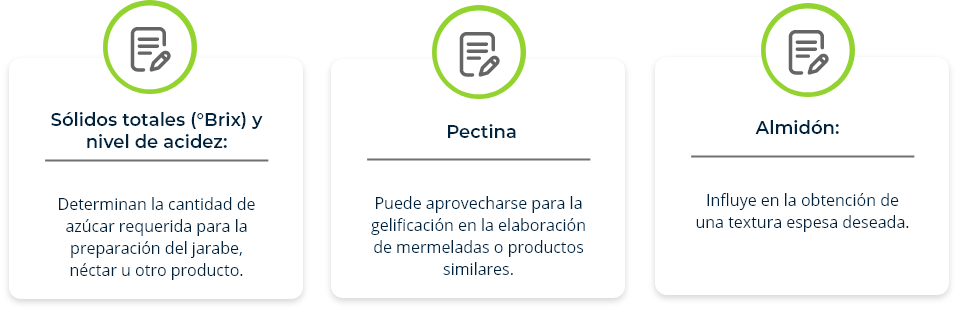 Sólidos totales (°Brix) y
nivel de acidez:
Determinan la cantidad de
azúcar requerida para la
preparación del jarabe,
néctar u otro producto.
Pectina
Puede aprovecharse para la
gelificación en la elaboración
de mermeladas o productos
similares.
Almidón:
Influye en la obtención de
una textura espesa deseada.